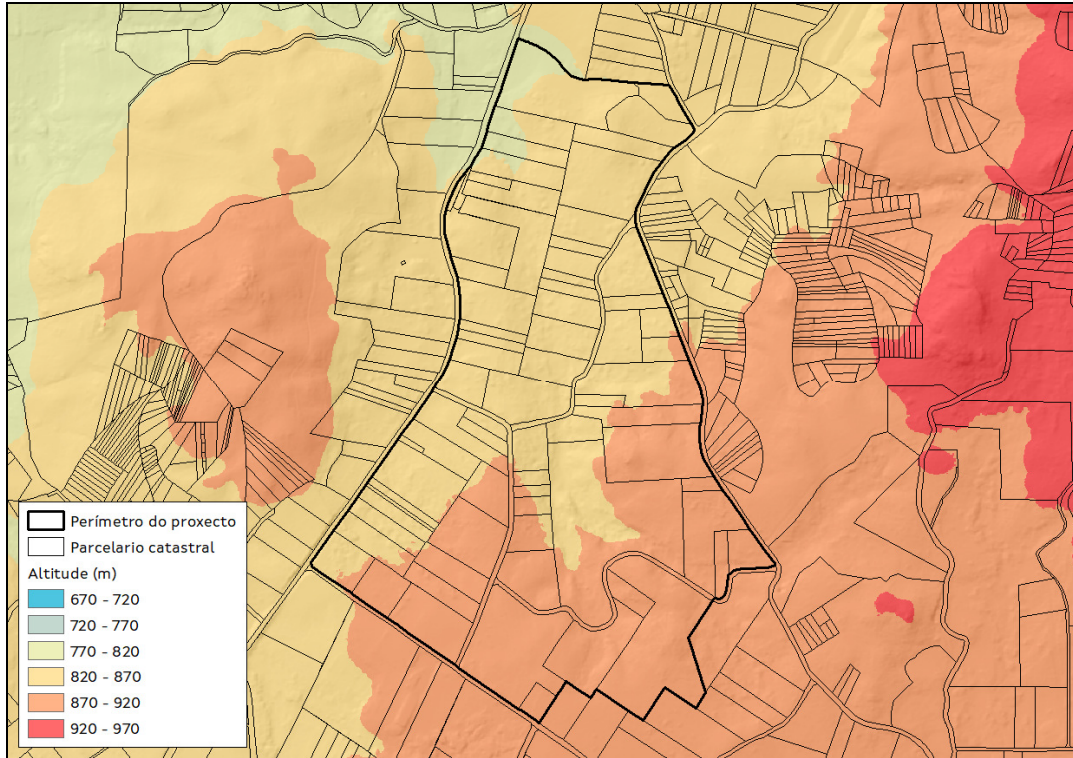 Perímetro do proxecto
Parcelario catastral
Altitude (m)
670 - 720
720 - 770
770 - 820
820 - 870
870 - 920
920 - 970